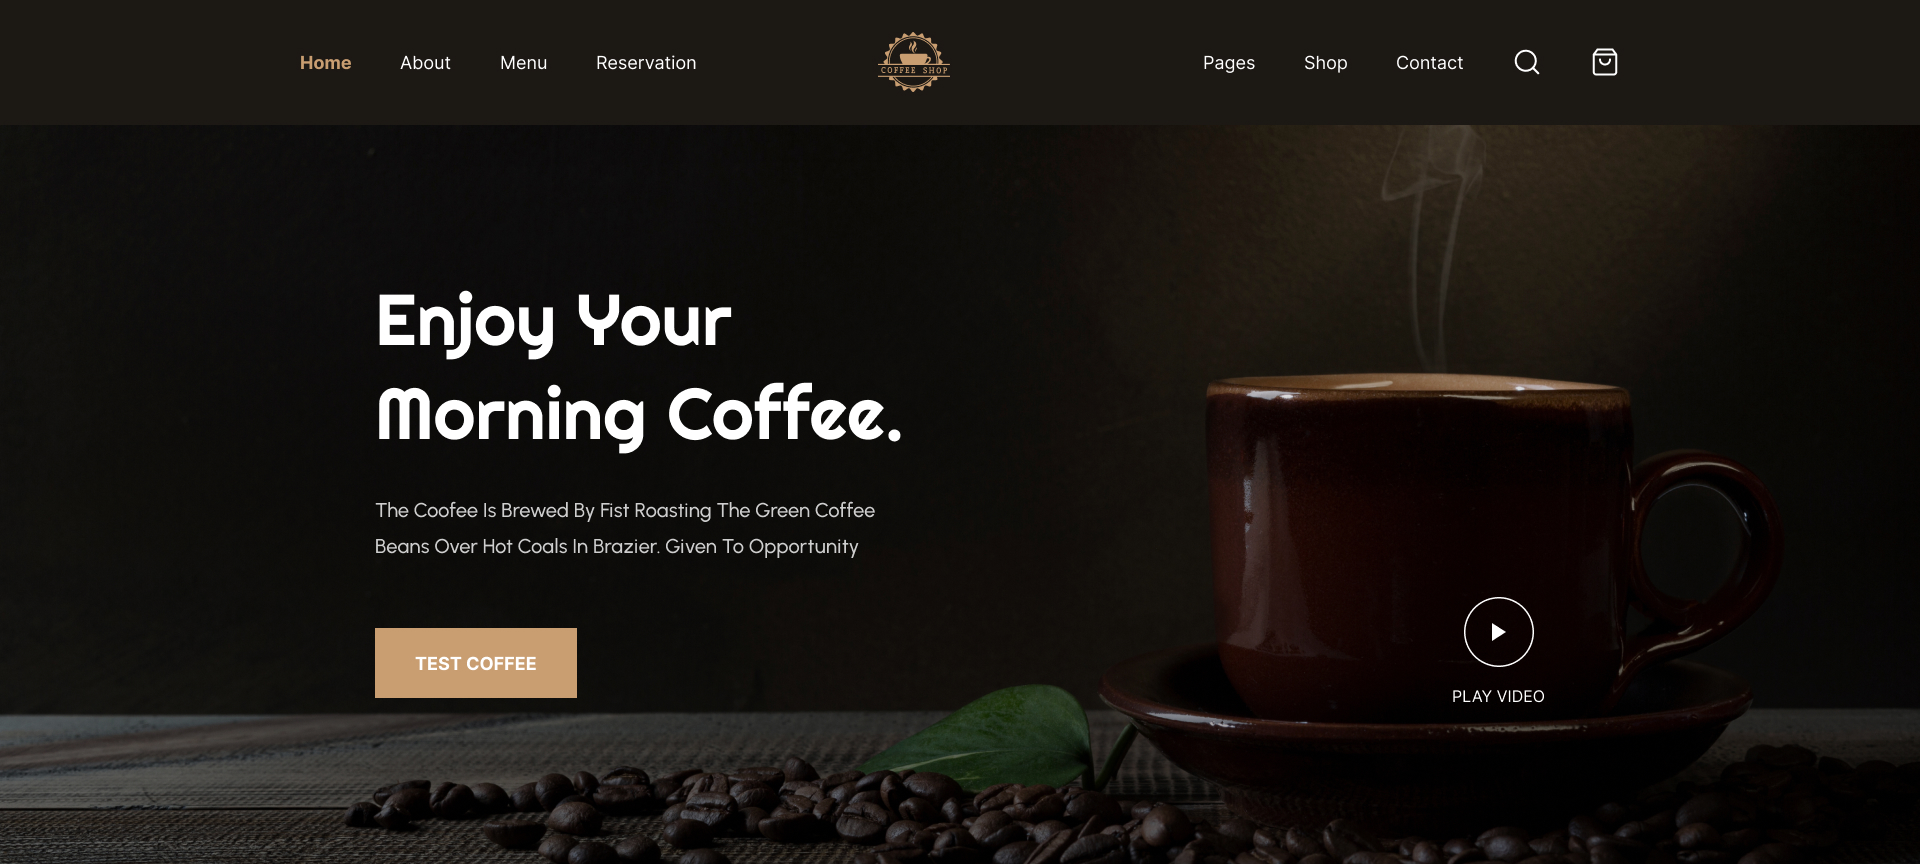 Home About Menu Reservation
COFFEE SHOP
Pages Shop Contact
Enjoy Your
Morning Coffee.
The Coofee Is Brewed By Fist Roasting The Green Coffee
Beans Over Hot Coals In Brazier. Given To Opportunity
TEST COFFEE
PLAY VIDEO